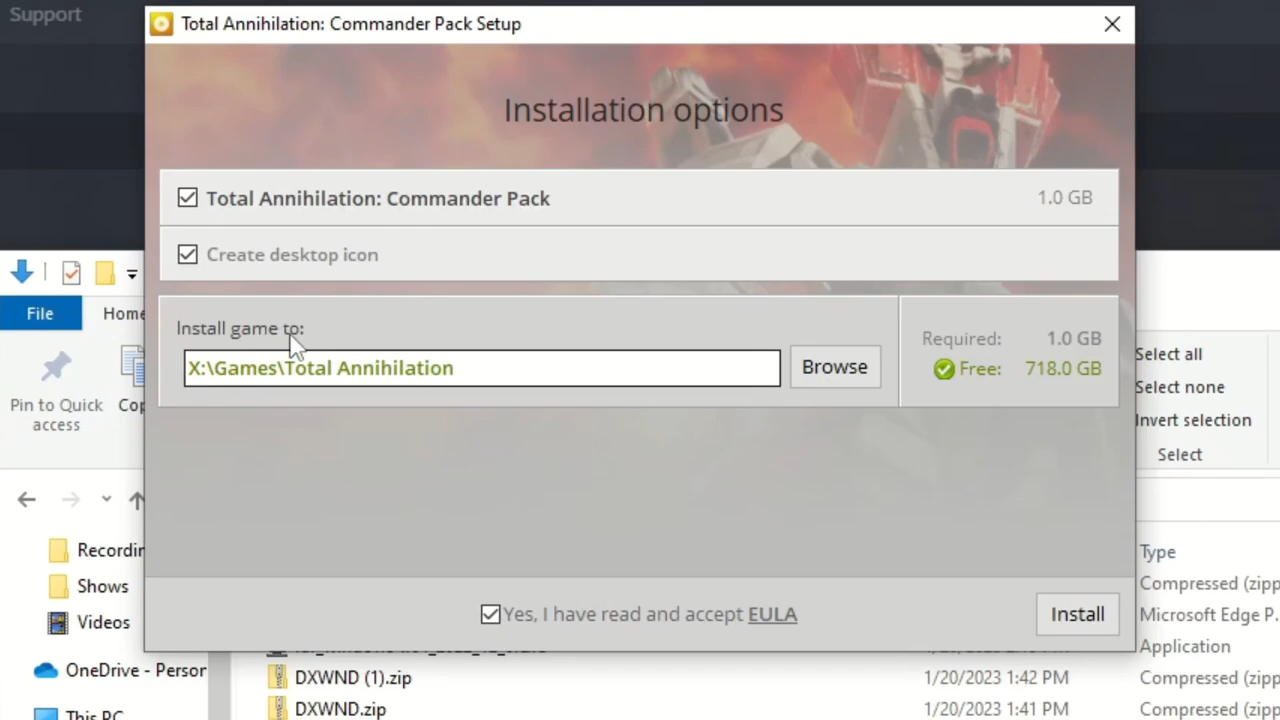 Support
Total Annihilation: Commander Pack Setup
Installation options
Total Annihilation: Commander Pack
1.0 GB
Create desktop icon
File
Home
Install game to:
X:\Games\Total Annihilation
Browse
Required: 1.0 GB
Free: 718.0 GB
Pin to Quick
access
Select all
Select none
Invert selection
Select
Shows
Videos
OneDrive - Person
This PC
Yes, I have read and accept EULA
Install
Type
Compressed (zipp
Microsoft Edge P.
Application
DXWND (1).zip
1/20/2023 1:42 PM
Compressed (zipp
DXWND.zip
1/20/2023 1:41 PM
Compressed (zipp